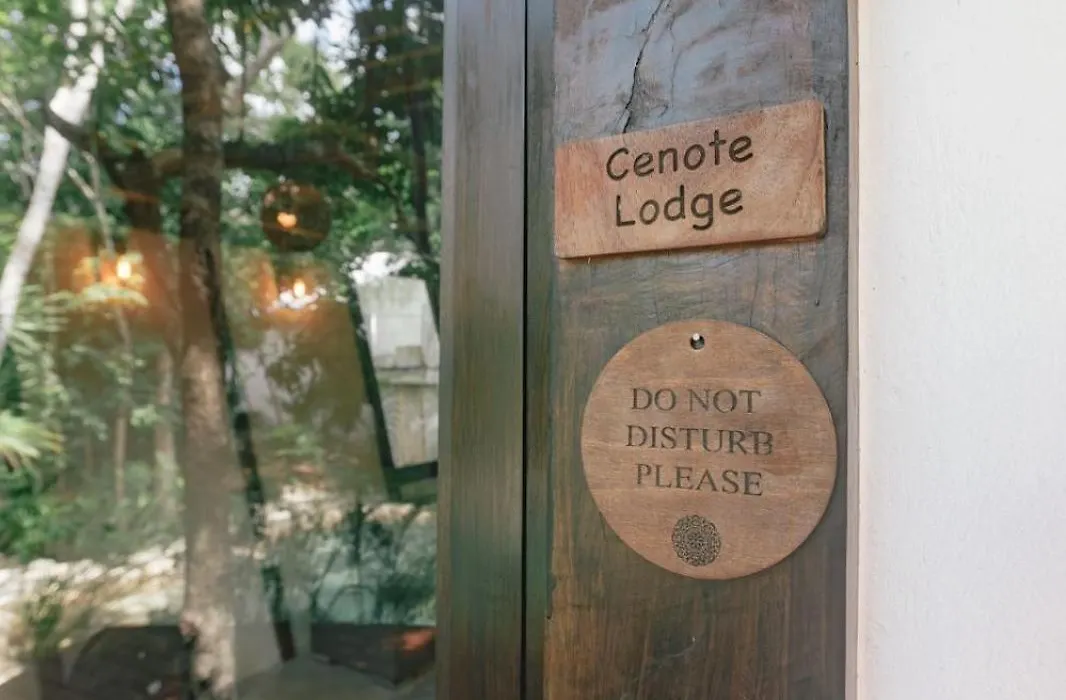 Cenote
Lodge
DO NOT
DISTURB
PLEASE